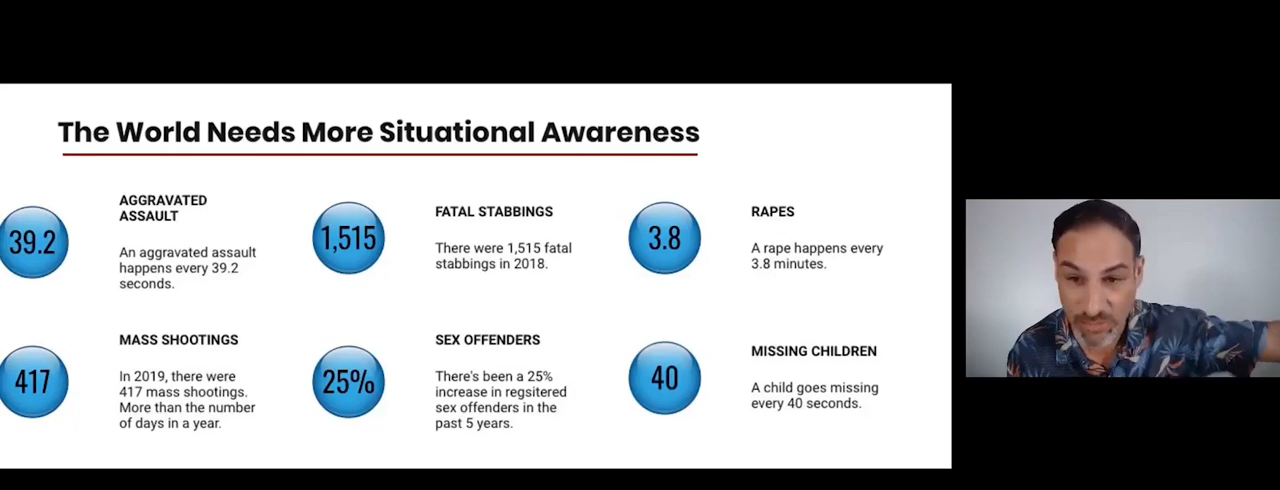 The World Needs More Situational Awareness
39.2
AGGRAVATED
ASSAULT
An aggravated assault
happens every 39.2
seconds.
1,515
FATAL STABBINGS
There were 1,515 fatal
stabbings in 2018.
3.8
RAPES
A rape happens every
3.8 minutes.
417
MASS SHOOTINGS
In 2019, there were
417 mass shootings.
More than the number
of days in a year.
25%
SEX OFFENDERS
There's been a 25%
increase in regsitered
sex offenders in the
past 5 years.
40
MISSING CHILDREN
A child goes missing
every 40 seconds.